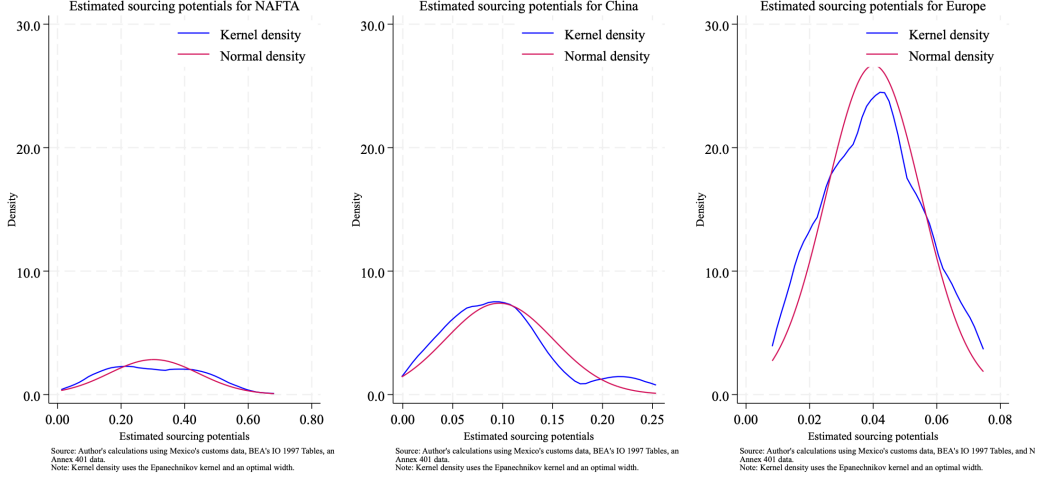 Estimated sourcing potentials for NAFTA
Kernel density
Normal density
30.0
20.0
10.0
0.0
Density
0.00
0.20
0.40
0.60
0.80
Estimated sourcing potentials
Source: Author's calculations using Mexico's customs data, BEA's IO 1997 Tables, an
Annex 401 data.
Note: Kernel density uses the Epanechnikov kernel and an optimal width.
Estimated sourcing potentials for China
Kernel density
Normal density
30.0
20.0
10.0
0.0
Density
0.00
0.05
0.10
0.15
0.20
0.25
Estimated sourcing potentials
Source: Author's calculations using Mexico's customs data, BEA's IO 1997 Tables, an
Annex 401 data.
Note: Kernel density uses the Epanechnikov kernel and an optimal width.
Estimated sourcing potentials for Europe
Kernel density
Normal density
30.0
20.0
10.0
0.0
Density
0.00
0.02
0.04
0.06
0.08
Estimated sourcing potentials
Source: Author's calculations using Mexico's customs data, BEA's IO 1997 Tables, and N
Annex 401 data.
Note: Kernel density uses the Epanechnikov kernel and an optimal width.